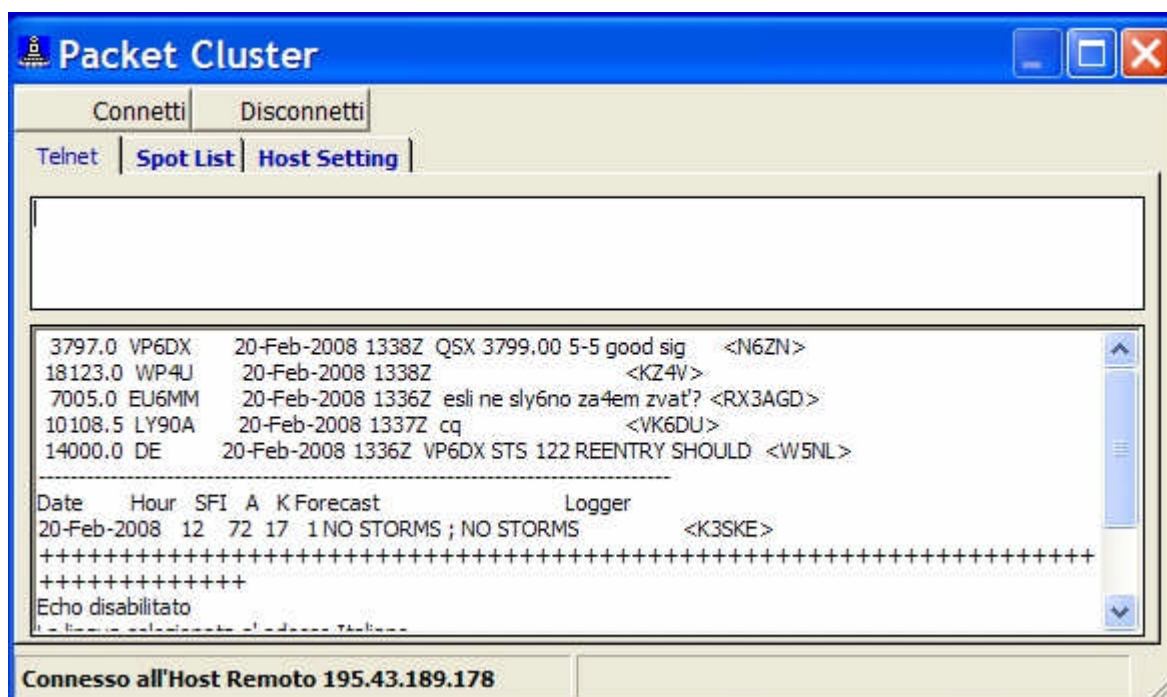 Packet Cluster
Connetti Disconnetti
Telnet Spot List Host Setting
3797.0 VP6DX 20-Feb-2008 1338Z QSX 3799.00 5-5 good sig <N6ZN>
18123.0 WP4U 20-Feb-2008 1338Z <KZ4V>
7005.0 EU6MM 20-Feb-2008 1336Z esli ne sly6no za4em zvat'? <RX3AGD>
10108.5 LY90A 20-Feb-2008 1337Z cq <VK6DU>
14000.0 DE 20-Feb-2008 1336Z VP6DX STS 122 REENTRY SHOULD <W5NL>
-------------------------------------------------------------------------------
Date Hour SFI A K Forecast Logger
20-Feb-2008 12 72 17 1 NO STORMS ; NO STORMS <K3SKE>
++++++++++++++++++++++++++++++++++++++++++++++++++++++++++++++++++
+++++++++++++
Echo disabilitato
Connesso all'Host Remoto 195.43.189.178